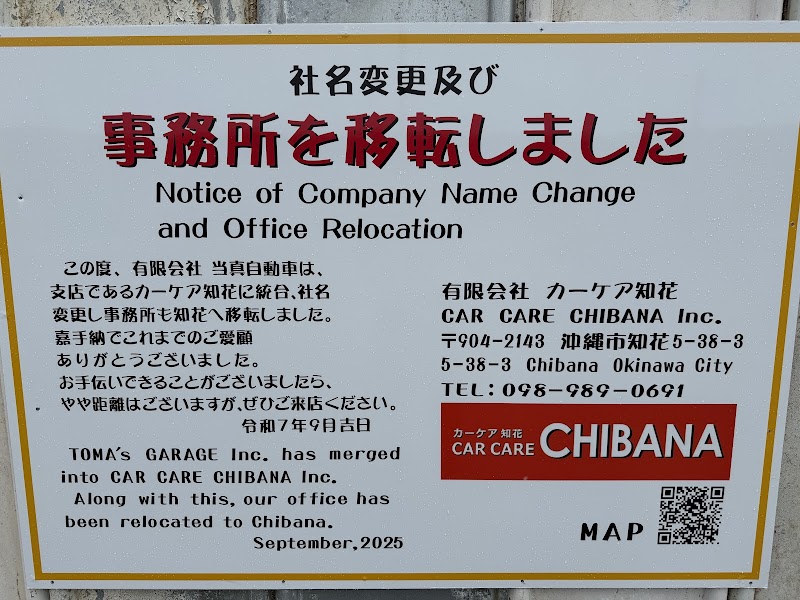 社名変更及び
事務所を移転しました
Notice of Company Name Change
and Office Relocation
この度、有限会社 当真自動車は、
支店であるカーケア知花に統合、社名
変更し事務所も知花へ移転しました。
嘉手納でこれまでのご愛顧
ありがとうございました。
お手伝いできることがございましたら、
やや距離はございますが、ぜひご来店ください。
令和7年9月吉日
TOMA's GARAGE Inc. has merged
into CAR CARE CHIBANA Inc.
Along with this, our office has
been relocated to Chibana.
September,2025
有限会社 カーケア知花
CAR CARE CHIBANA Inc.
〒904-2143 沖縄市知花5-38-3
5-38-3 Chibana Okinawa City
TEL: 098-989-0691
カーケア知花
CAR CARE CHIBANA
MAP